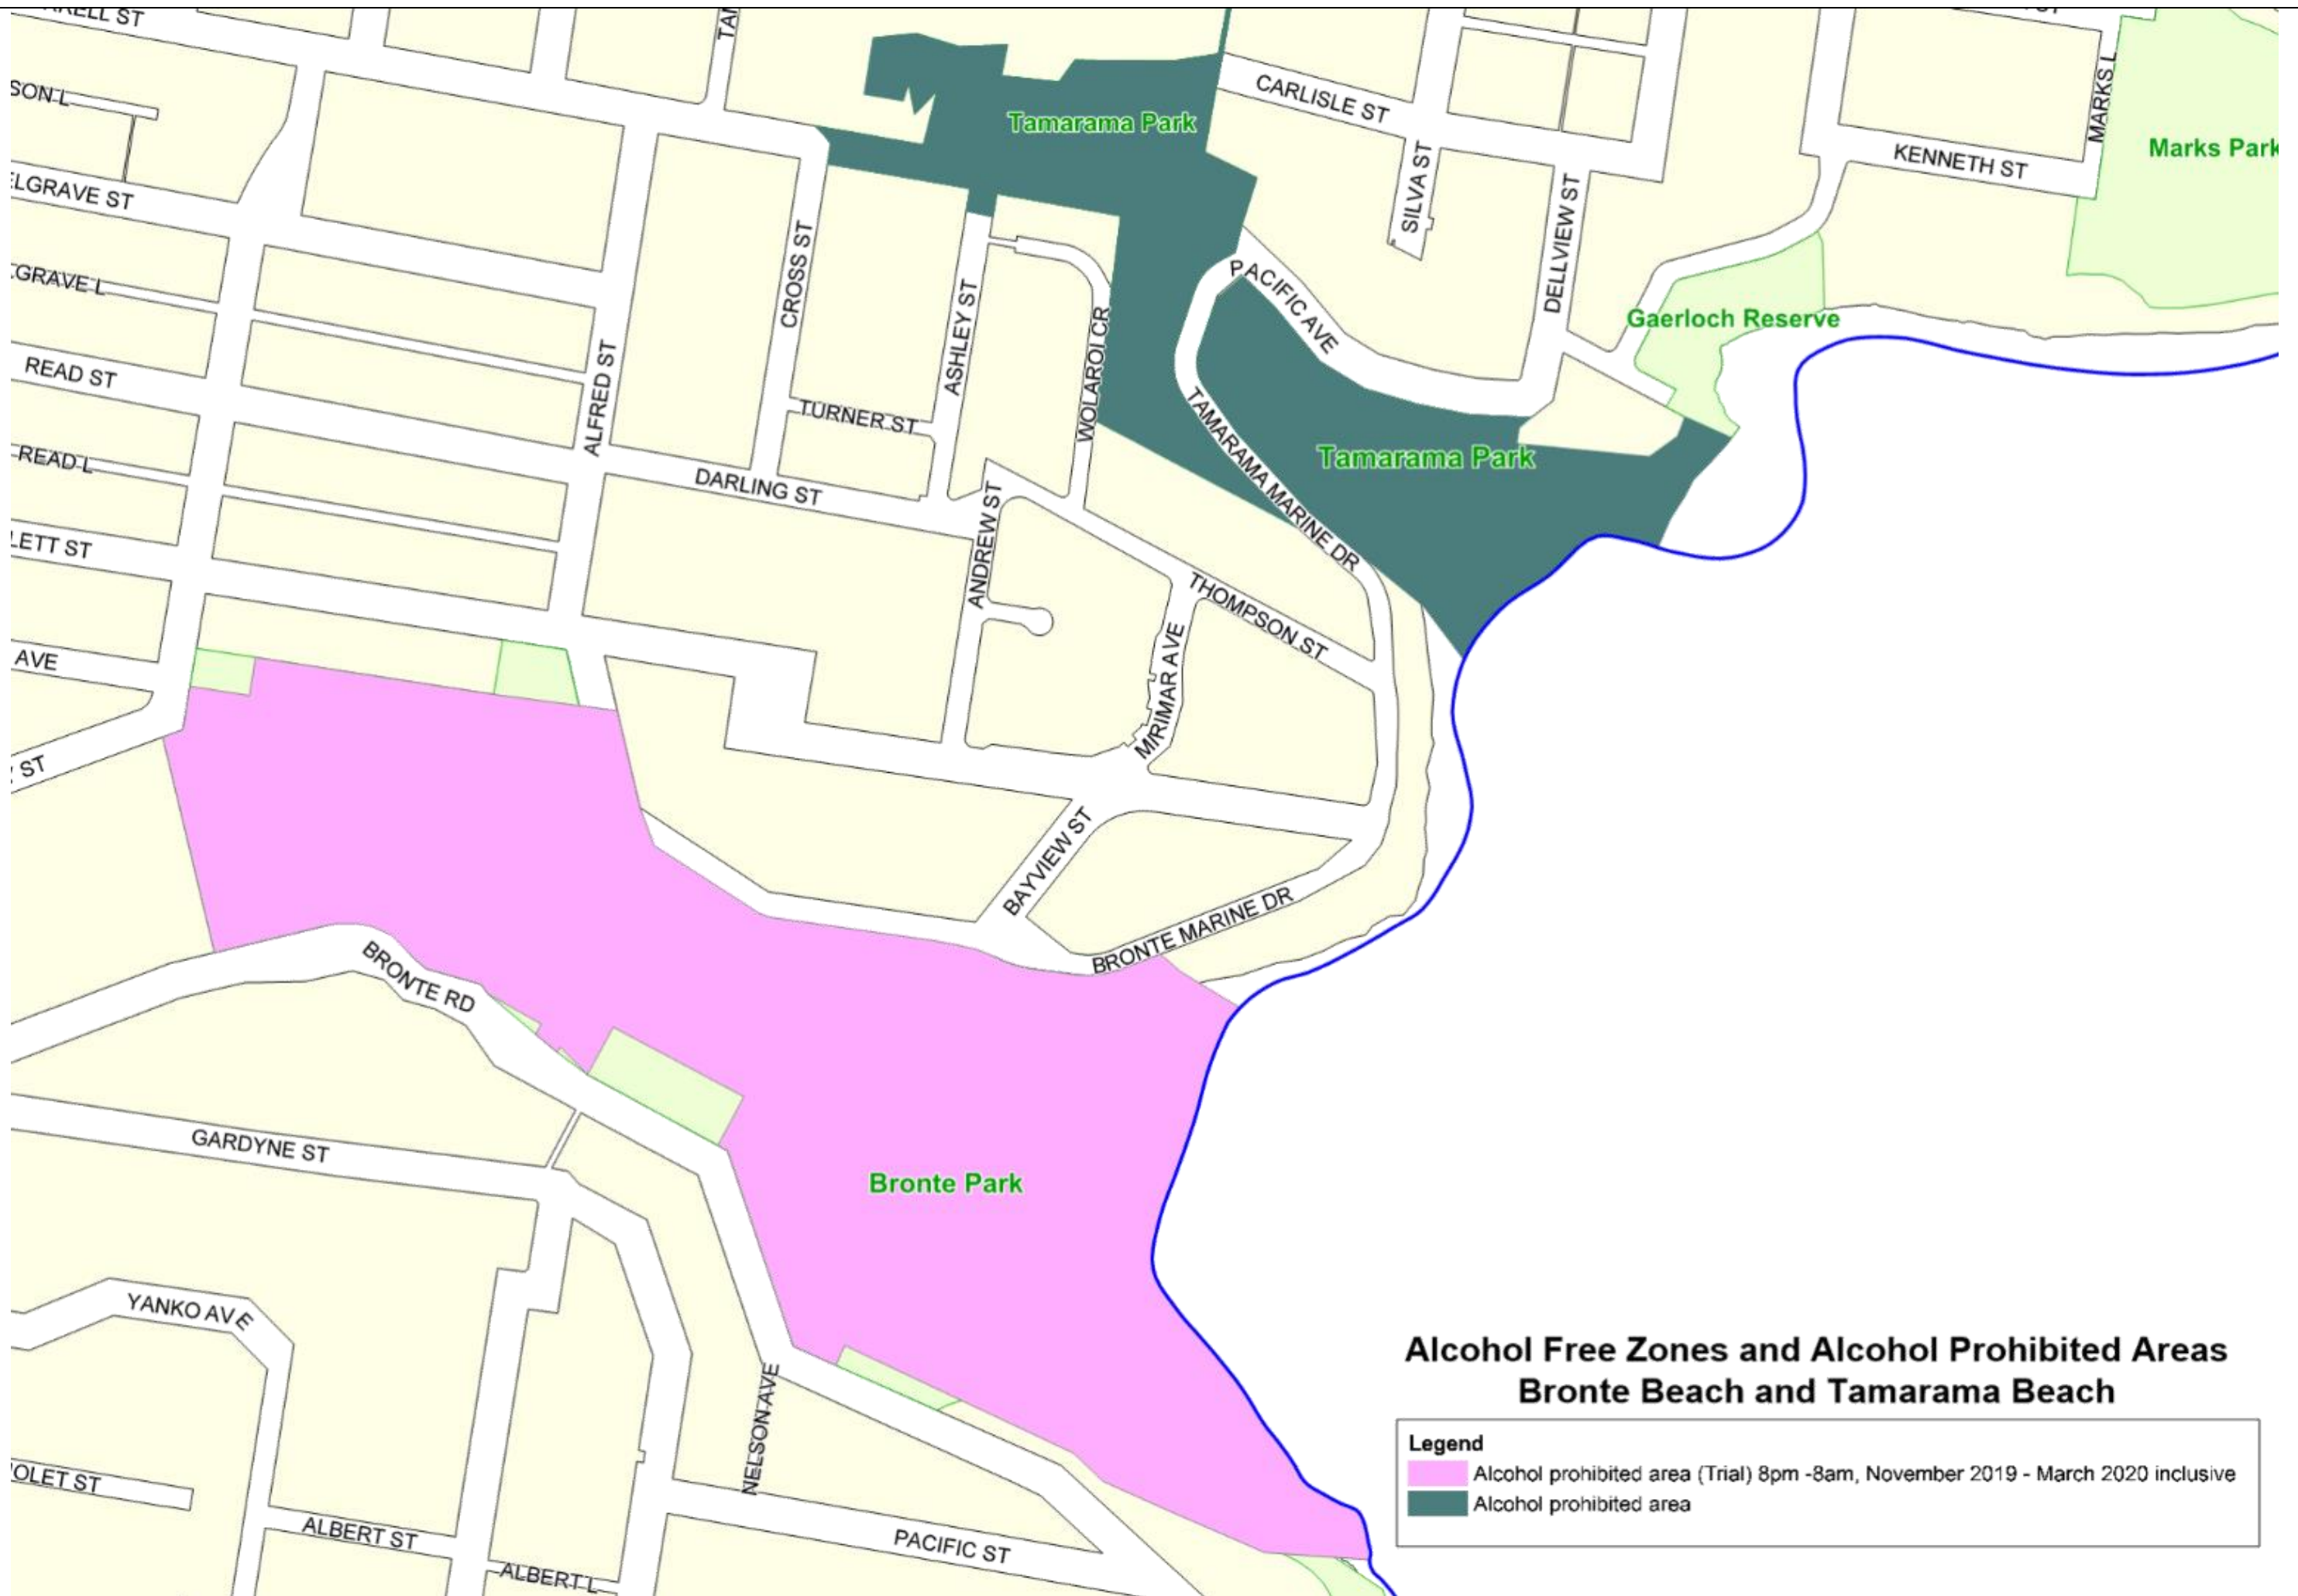 CARLISLE ST
Tamarama Park
MARKS L
Marks Park
KENNETH ST
SILVA ST
DELLVIEW ST
ELGRAVE ST
CROSS ST
PACIFIC AVE
ASHLEY ST
GRAVE L
Gaerloch Reserve
WOLAROI CR
READ ST
ALFRED ST
TURNER ST
TAMARAMA MARINE DR
Tamarama Park
READ L
DARLING ST
ANDREW ST
LETT ST
THOMPSON ST
AVE
MIRIMAR AVE
ST
BAYVIEW ST
BRONTE MARINE DR
BRONTE RD
GARDYNE ST
Bronte Park
YANKO AVE
NELSON AVE
OLET ST
ALBERT ST
PACIFIC ST
ALBERT L
Alcohol Free Zones and Alcohol Prohibited Areas
Bronte Beach and Tamarama Beach
Legend
Alcohol prohibited area (Trial) 8pm -8am, November 2019 - March 2020 inclusive
Alcohol prohibited area